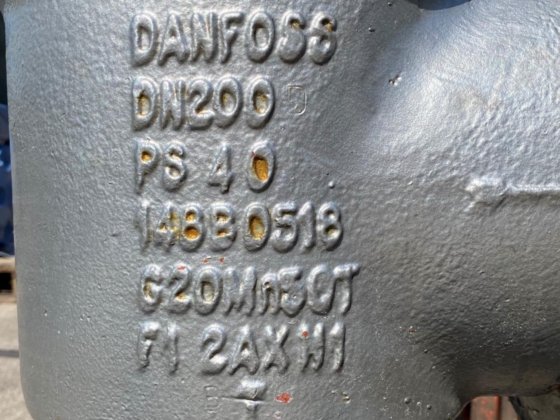 DANFOSS
DN200
PS 40
148B0518
G20Mn5QT
F1 2AX H1